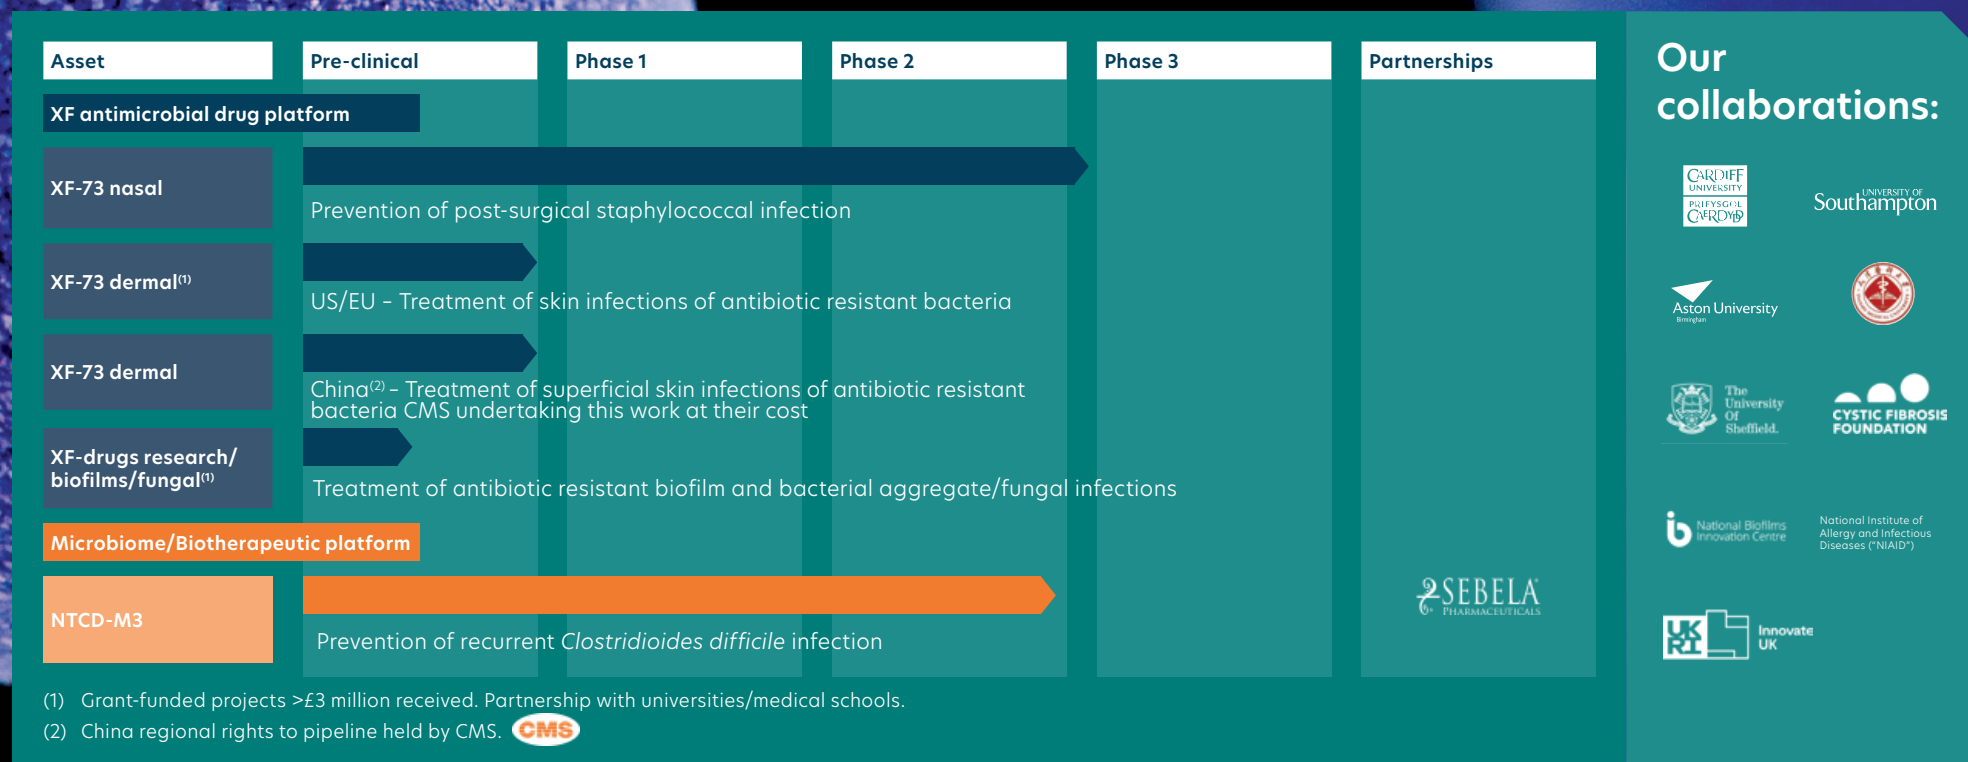 Asset
Pre-clinical
Phase 1
Phase 2
Phase 3
Partnerships
XF antimicrobial drug platform
XF-73 nasal
Prevention of post-surgical staphylococcal infection
XF-73 dermal(1)
US/EU – Treatment of skin infections of antibiotic resistant bacteria
XF-73 dermal
China(2) – Treatment of superficial skin infections of antibiotic resistant
bacteria CMS undertaking this work at their cost
XF-drugs research/
biofilms/fungal(1)
Treatment of antibiotic resistant biofilm and bacterial aggregate/fungal infections
Microbiome/Biotherapeutic platform
NTCD-M3
Prevention of recurrent Clostridioides difficile infection
SEBELA
PHARMACEUTICALS
(1) Grant-funded projects >£3 million received. Partnership with universities/medical schools.
(2) China regional rights to pipeline held by CMS.
CMS
Our
collaborations:
CARDIFF
UNIVERSITY
PRIFYSGOL
CAERDYDD
UNIVERSITY OF
Southampton
Aston University
Birmingham
The
University
Of
Sheffield.
CYSTIC FIBROSIS
FOUNDATION
National Biofilms
Innovation Centre
National Institute of
Allergy and Infectious
Diseases ("NIAID")
UK
RI
Innovate
UK